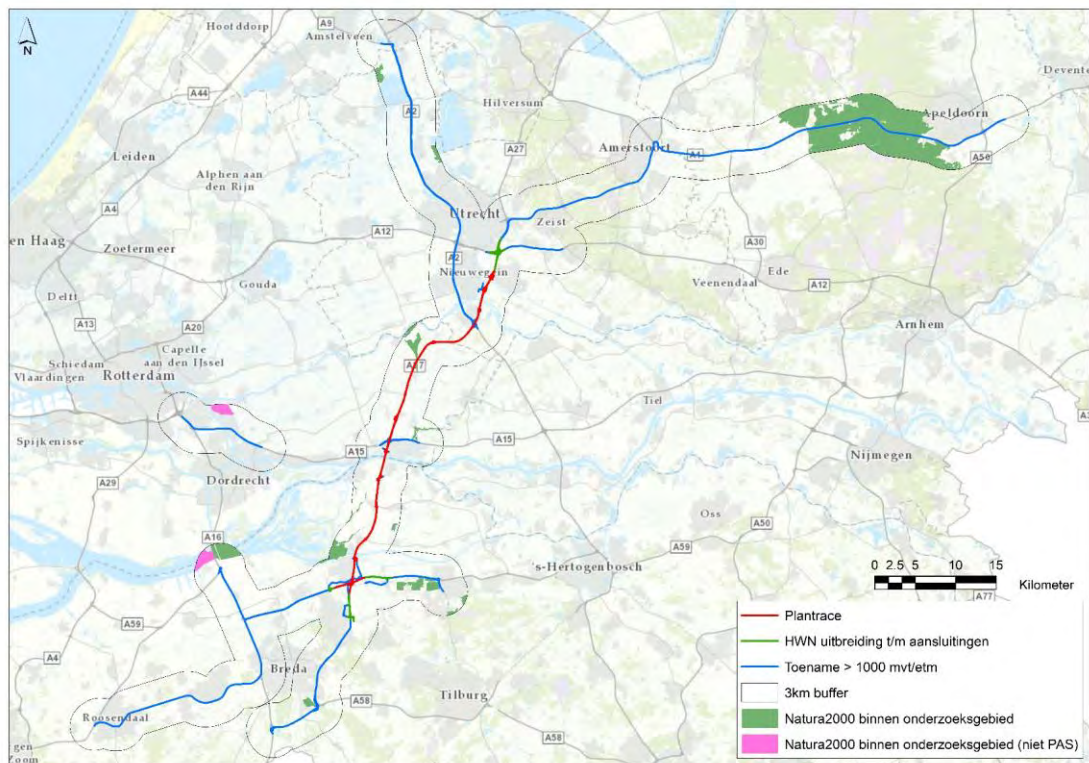 N
Hoofddorp
A9
Amstelveen
A44
A2
Hilversum
Devente
Apeldoorn
A27
Leiden
Amersfoort
A1
A50
Alphen aan
den Rijn
A4
Utrecht
Zeist
en Haag
A12
Zoetermeer
A2
A30
Nieuwegein
Ede
Gouda
Veenendaal
A12
Delft
A13
A20
Arnhem
Schiedam
Capelle
aan den IJssel
Vlaardingen
A27
Rotterdam
Tiel
Spijkenisse
A15
A15
Nijmegen
A29
Dordrecht
Oss
A50
A16
A59
's-Hertogenbosch
0 2.5 5 10 15
Kilometer
A77
A59
A4
Breda
Tilburg
A58
Roosendaal
gen
Zoom
A58
Plantrace
HWN uitbreiding t/m aansluitingen
Toename > 1000 mvt/etm
3km buffer
Natura2000 binnen onderzoeksgebied
Natura2000 binnen onderzoeksgebied (niet PAS)